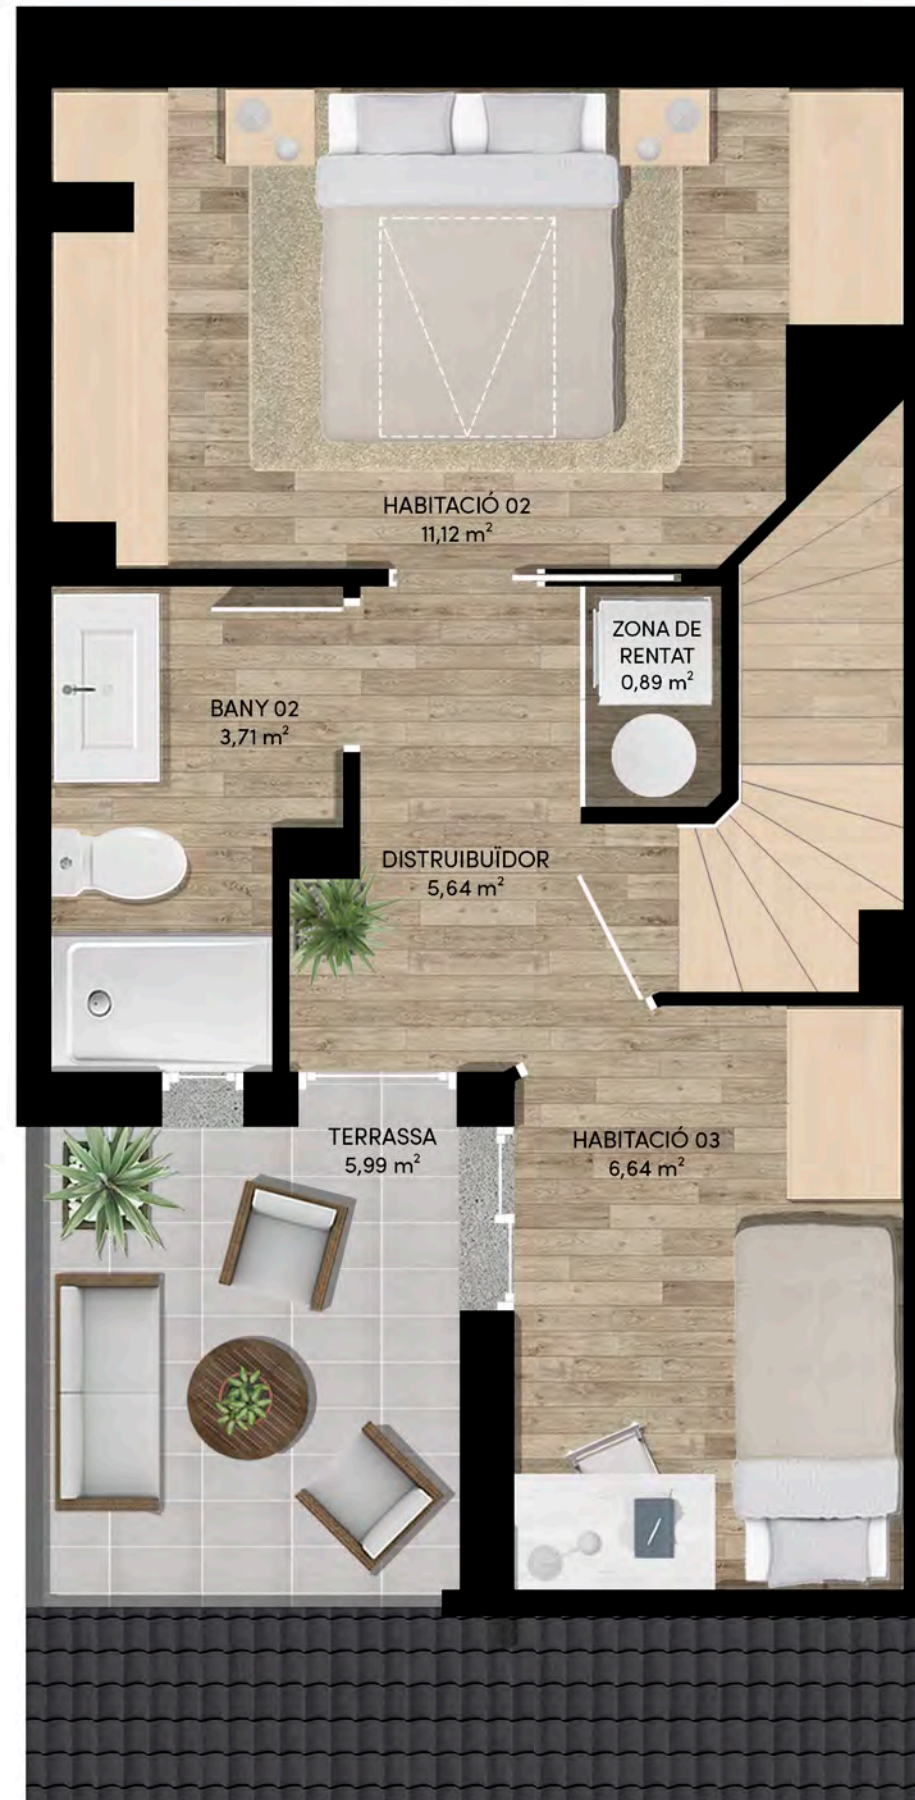 HABITACIÓ 02
11,12 m²
ZONA DE
RENTAT
0,89 m²
BANY 02
3,71 m²
DISTRUIBUÏDOR
5,64 m²
TERRASSA
5,99 m²
HABITACIÓ 03
6,64 m²